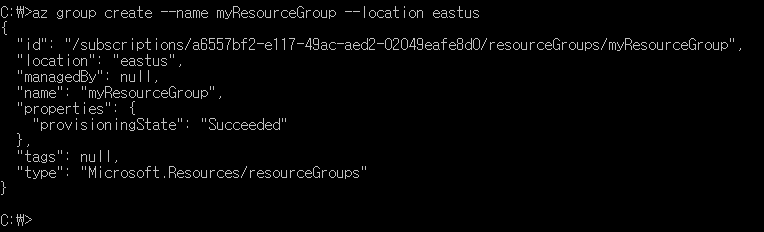 C:₩>az group create --name myResourceGroup --location eastus
{
  "id": "/subscriptions/a6557bf2-e117-49ac-aed2-02049eafe8d0/resourceGroups/myResourceGroup",
  "location": "eastus",
  "managedBy": null,
  "name": "myResourceGroup",
  "properties": {
    "provisioningState": "Succeeded"
  },
  "tags": null,
  "type": "Microsoft.Resources/resourceGroups"
}
C:₩>